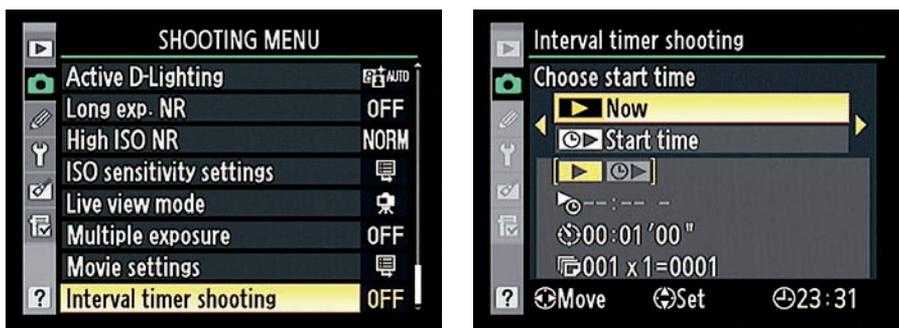 SHOOTING MENU
Active D-Lighting AUTO
Long exp. NR OFF
High ISO NR NORM
ISO sensitivity settings
Live view mode
Multiple exposure OFF
Movie settings
? Interval timer shooting OFF
Interval timer shooting
Choose start time
Now
Start time
--:-- -
00:01'00"
001 x 1=0001
? Move Set 23:31